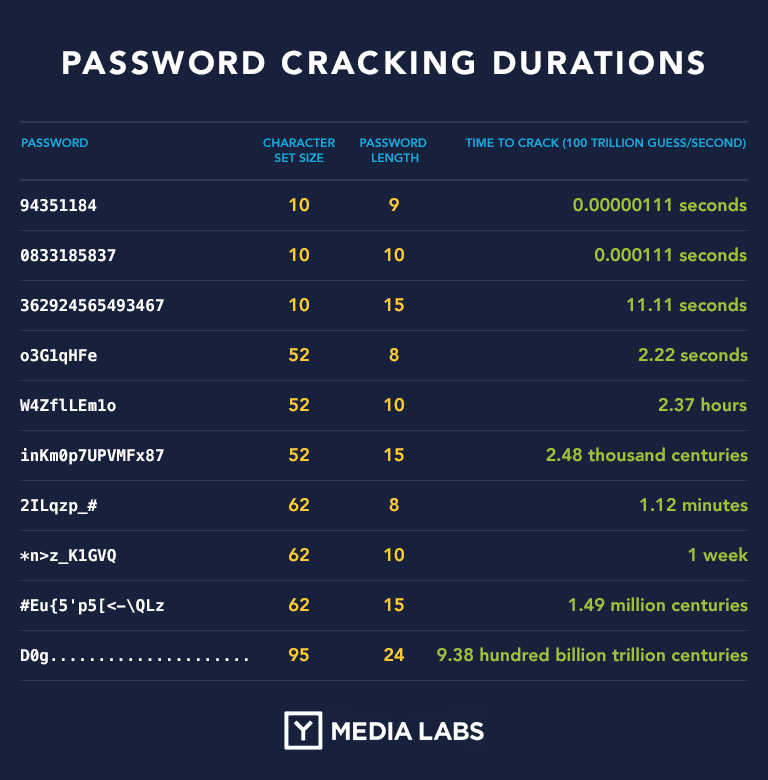 PASSWORD CRACKING DURATIONS
PASSWORD CHARACTER SET SIZE PASSWORD LENGTH TIME TO CRACK (100 TRILLION GUESS/SECOND)
94351184 10 9 0.00000111 seconds
0833185837 10 10 0.000111 seconds
362924565493467 10 15 11.11 seconds
o3G1qHFe 52 8 2.22 seconds
W4ZflLEm1o 52 10 2.37 hours
inKm0p7UPVMFx87 52 15 2.48 thousand centuries
2ILqzp_# 62 8 1.12 minutes
*n>z_K1GVQ 62 10 1 week
#Eu{5'p5[<-\QLz 62 15 1.49 million centuries
D0g..................... 95 24 9.38 hundred billion trillion centuries
Y MEDIA LABS